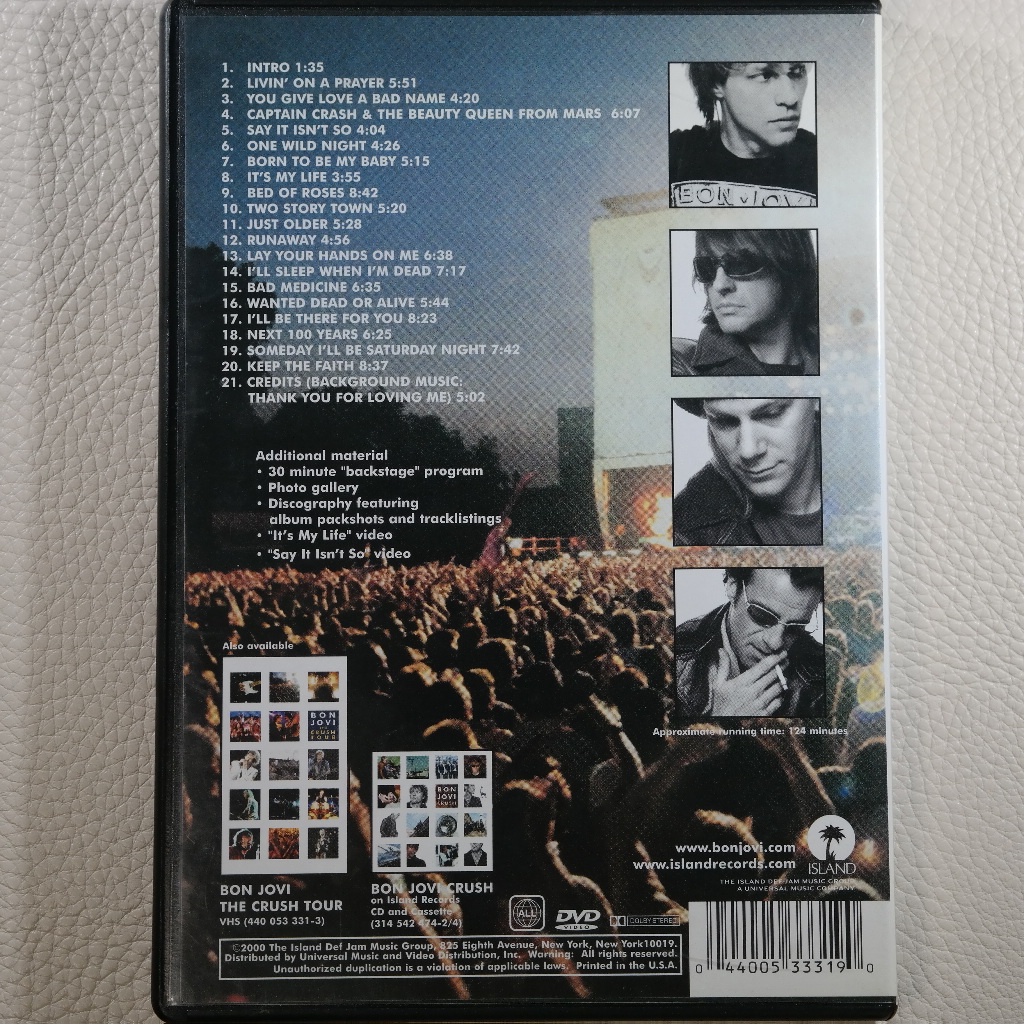 1. INTRO 1:35
2. LIVIN' ON A PRAYER 5:51
3. YOU GIVE LOVE A BAD NAME 4:20
4. CAPTAIN CRASH & THE BEAUTY QUEEN FROM MARS 6:07
5. SAY IT ISN'T SO 4:04
6. ONE WILD NIGHT 4:26
7. BORN TO BE MY BABY 5:15
8. IT'S MY LIFE 3:55
9. BED OF ROSES 8:42
10. TWO STORY TOWN 5:20
11. JUST OLDER 5:28
12. RUNAWAY 4:56
13. LAY YOUR HANDS ON ME 6:38
14. I'LL SLEEP WHEN I'M DEAD 7:17
15. BAD MEDICINE 6:35
16. WANTED DEAD OR ALIVE 5:44
17. I'LL BE THERE FOR YOU 8:23
18. NEXT 100 YEARS 6:25
19. SOMEDAY I'LL BE SATURDAY NIGHT 7:42
20. KEEP THE FAITH 8:37
21. CREDITS (BACKGROUND MUSIC:
THANK YOU FOR LOVING ME) 5:02
BON JOVI
Additional material
• 30 minute "backstage" program
• Photo gallery
• Discography featuring
album packshots and tracklistings
• "It's My Life" video
• "Say It Isn't So" video
Also available
BON
JOVI
CRUSH
TOUR
BON
JOVI
CRUSH
Approximate running time: 124 minutes
www.bonjovi.com
www.islandrecords.com
ISLAND
THE ISLAND DEF JAM MUSIC GROUP
A UNIVERSAL MUSIC COMPANY
BON JOVI
THE CRUSH TOUR
VHS (440 053 331-3)
BON JOVI CRUSH
on Island Records
CD and Cassette
(314 542 474-2/4)
ALL
DVD
VIDEO
DOLBY STEREO
©2000 The Island Def Jam Music Group, 825 Eighth Avenue, New York, New York10019.
Distributed by Universal Music and Video Distribution, Inc. Warning: All rights reserved.
Unauthorized duplication is a violation of applicable laws. Printed in the U.S.A.
0 44005 33319 0